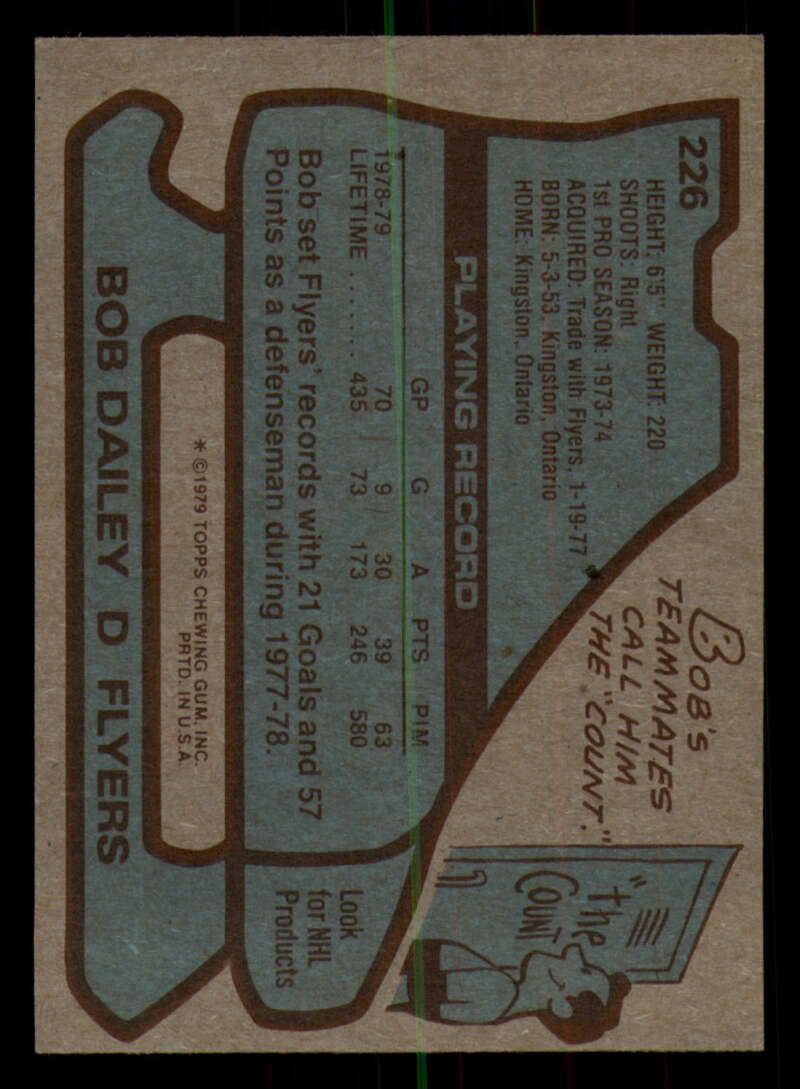 226
HEIGHT: 6'5" WEIGHT: 220
SHOOTS: Right
1st PRO SEASON: 1973-74
ACQUIRED: Trade with Flyers, 1-19-77
BORN: 5-3-53, Kingston, Ontario
HOME: Kingston, Ontario
BOB'S
TEAMMATES
CALL HIM
THE "COUNT."
"the
COUNT
PLAYING RECORD
GP G A PTS PIM
1978-79 70 9 30 39 63
LIFETIME ....... 435 73 173 246 580
Bob set Flyers' records with 21 Goals and 57
Points as a defenseman during 1977-78.
Look
for NHL
Products
* ©1979 TOPPS CHEWING GUM, INC.
PRTD. IN U.S.A.
BOB DAILEY D FLYERS